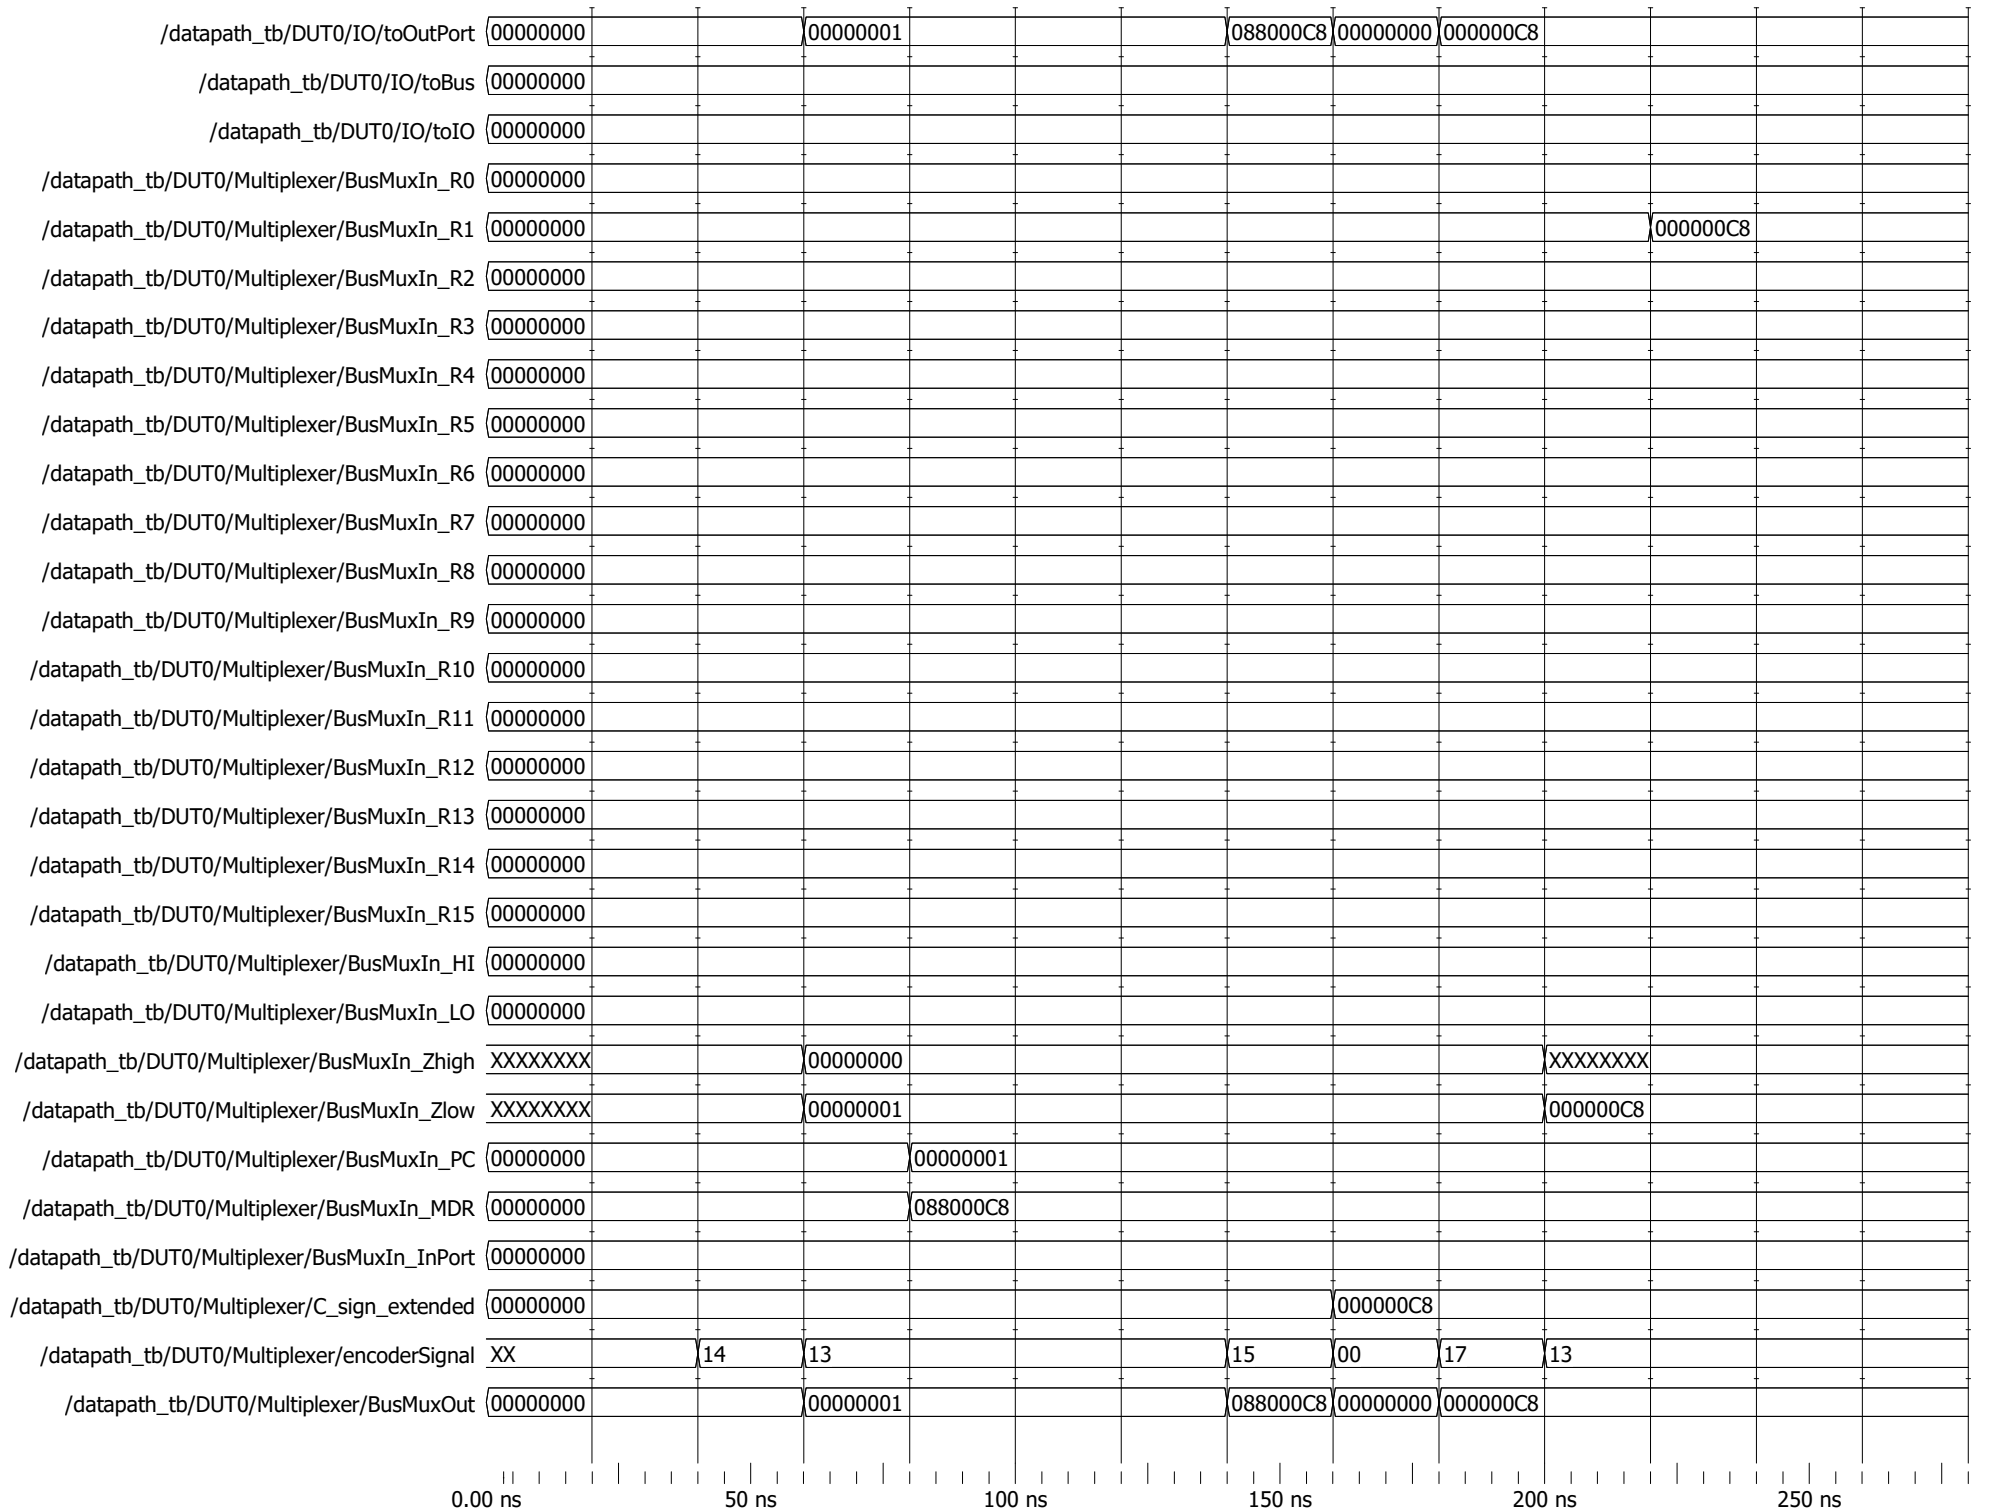 /datapath_tb/DUT0/IO/toOutPort 00000000 00000001 088000C8 00000000 000000C8
/datapath_tb/DUT0/IO/toBus 00000000
/datapath_tb/DUT0/IO/toIO 00000000
/datapath_tb/DUT0/Multiplexer/BusMuxIn_R0 00000000
/datapath_tb/DUT0/Multiplexer/BusMuxIn_R1 00000000 000000C8
/datapath_tb/DUT0/Multiplexer/BusMuxIn_R2 00000000
/datapath_tb/DUT0/Multiplexer/BusMuxIn_R3 00000000
/datapath_tb/DUT0/Multiplexer/BusMuxIn_R4 00000000
/datapath_tb/DUT0/Multiplexer/BusMuxIn_R5 00000000
/datapath_tb/DUT0/Multiplexer/BusMuxIn_R6 00000000
/datapath_tb/DUT0/Multiplexer/BusMuxIn_R7 00000000
/datapath_tb/DUT0/Multiplexer/BusMuxIn_R8 00000000
/datapath_tb/DUT0/Multiplexer/BusMuxIn_R9 00000000
/datapath_tb/DUT0/Multiplexer/BusMuxIn_R10 00000000
/datapath_tb/DUT0/Multiplexer/BusMuxIn_R11 00000000
/datapath_tb/DUT0/Multiplexer/BusMuxIn_R12 00000000
/datapath_tb/DUT0/Multiplexer/BusMuxIn_R13 00000000
/datapath_tb/DUT0/Multiplexer/BusMuxIn_R14 00000000
/datapath_tb/DUT0/Multiplexer/BusMuxIn_R15 00000000
/datapath_tb/DUT0/Multiplexer/BusMuxIn_HI 00000000
/datapath_tb/DUT0/Multiplexer/BusMuxIn_LO 00000000
/datapath_tb/DUT0/Multiplexer/BusMuxIn_Zhigh XXXXXXXX 00000000 XXXXXXXX
/datapath_tb/DUT0/Multiplexer/BusMuxIn_Zlow XXXXXXXX 00000001 000000C8
/datapath_tb/DUT0/Multiplexer/BusMuxIn_PC 00000000 00000001
/datapath_tb/DUT0/Multiplexer/BusMuxIn_MDR 00000000 088000C8
/datapath_tb/DUT0/Multiplexer/BusMuxIn_InPort 00000000
/datapath_tb/DUT0/Multiplexer/C_sign_extended 00000000 000000C8
/datapath_tb/DUT0/Multiplexer/encoderSignal XX 14 13 15 00 17 13
/datapath_tb/DUT0/Multiplexer/BusMuxOut 00000000 00000001 088000C8 00000000 000000C8
0.00 ns 50 ns 100 ns 150 ns 200 ns 250 ns